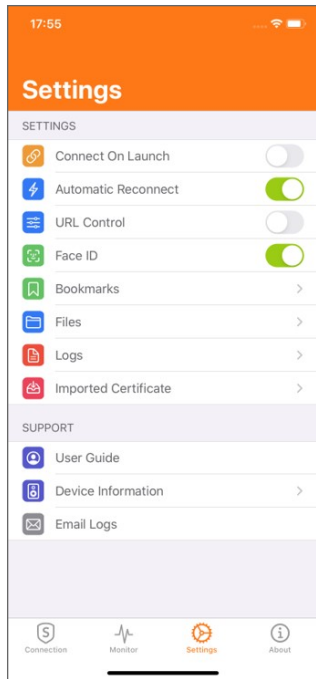 17:55
Settings
SETTINGS
Connect On Launch
Automatic Reconnect
URL Control
Face ID
Bookmarks
Files
Logs
Imported Certificate
SUPPORT
User Guide
Device Information
Email Logs
S
Connection
Monitor
Settings
About